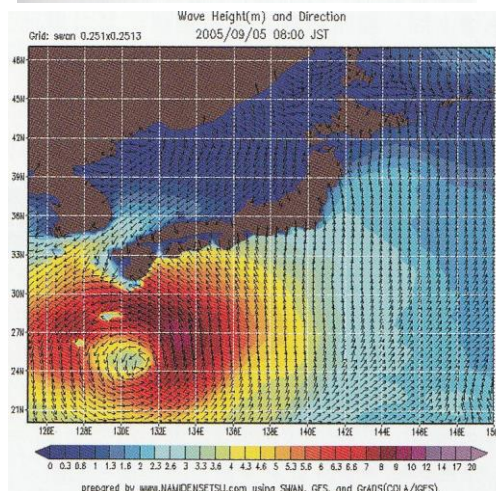 Wave Height(m) and Direction
Grid: swan 0.251x0.2513
2005/09/05 08:00 JST
48N
45N
42N
39N
36N
33N
30N
27N
24N
21N
126E 128E 130E 132E 134E 136E 138E 140E 142E 144E 146E 148E 150E
0 0.3 0.8 1 1.3 1.6 2 2.3 2.6 3 3.3 3.6 4 4.3 4.6 5 5.3 5.6 6 6.3 6.6 7 8 9 10 12 14 17 20
prepared by www.NAMIDENSETSU.com using SWAN, GFS, and GrADS(COLA/IGES)